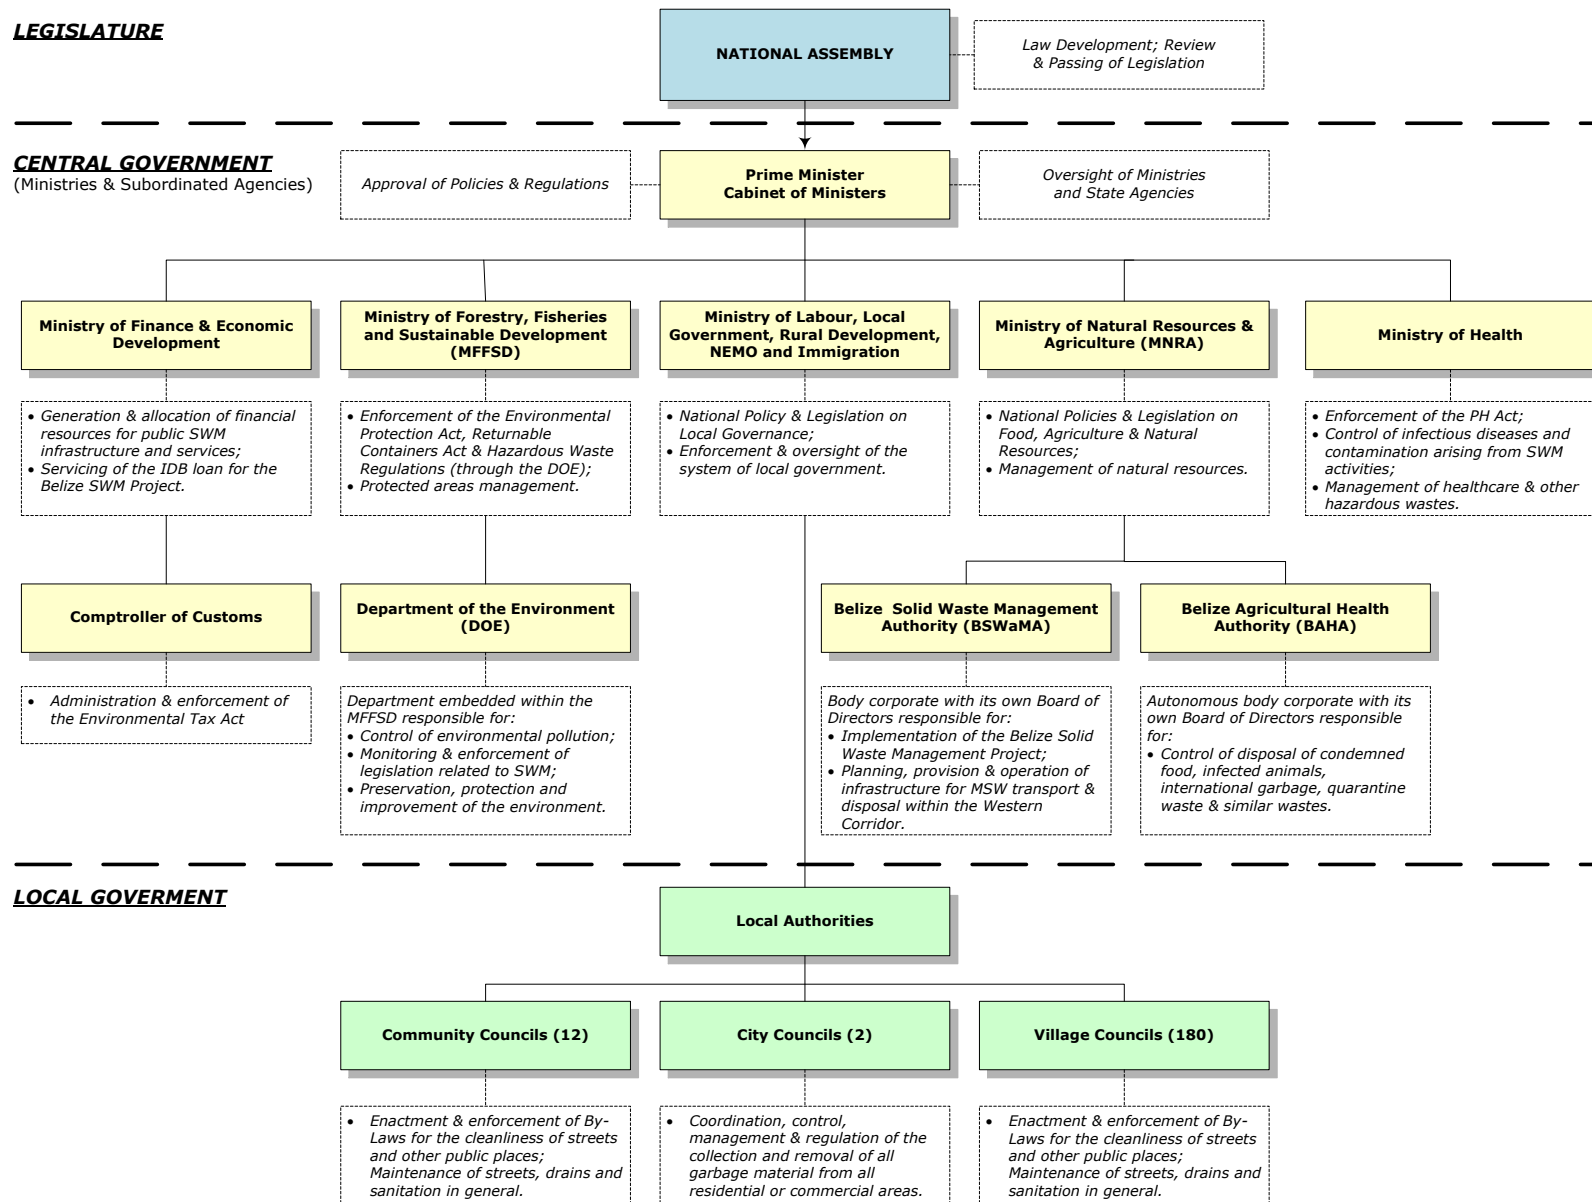 LEGISLATURE
NATIONAL ASSEMBLY
Law Development; Review
& Passing of Legislation
CENTRAL GOVERNMENT
(Ministries & Subordinated Agencies)
Approval of Policies & Regulations
Prime Minister
Cabinet of Ministers
Oversight of Ministries
and State Agencies
Ministry of Finance & Economic
Development
Ministry of Forestry, Fisheries
and Sustainable Development
(MFFSD)
Ministry of Labour, Local
Government, Rural Development,
NEMO and Immigration
Ministry of Natural Resources &
Agriculture (MNRA)
Ministry of Health
• Generation & allocation of financial
resources for public SWM
infrastructure and services;
• Servicing of the IDB loan for the
Belize SWM Project.
• Enforcement of the Environmental
Protection Act, Returnable
Containers Act & Hazardous Waste
Regulations (through the DOE);
• Protected areas management.
• National Policy & Legislation on
Local Governance;
• Enforcement & oversight of the
system of local government.
• National Policies & Legislation on
Food, Agriculture & Natural
Resources;
• Management of natural resources.
• Enforcement of the PH Act;
• Control of infectious diseases and
contamination arising from SWM
activities;
• Management of healthcare & other
hazardous wastes.
Comptroller of Customs
Department of the Environment
(DOE)
Belize  Solid Waste Management
Authority (BSWaMA)
Belize Agricultural Health
Authority (BAHA)
• Administration & enforcement of
the Environmental Tax Act
Department embedded within the
MFFSD responsible for:
• Control of environmental pollution;
• Monitoring & enforcement of
legislation related to SWM;
• Preservation, protection and
improvement of the environment.
Body corporate with its own Board of
Directors responsible for:
• Implementation of the Belize Solid
Waste Management Project;
• Planning, provision & operation of
infrastructure for MSW transport &
disposal within the Western
Corridor.
Autonomous body corporate with its
own Board of Directors responsible
for:
• Control of disposal of condemned
food, infected animals,
international garbage, quarantine
waste & similar wastes.
LOCAL GOVERMENT
Local Authorities
Community Councils (12)
City Councils (2)
Village Councils (180)
• Enactment & enforcement of By-
Laws for the cleanliness of streets
and other public places;
Maintenance of streets, drains and
sanitation in general.
• Coordination, control,
management & regulation of the
collection and removal of all
garbage material from all
residential or commercial areas.
• Enactment & enforcement of By-
Laws for the cleanliness of streets
and other public places;
Maintenance of streets, drains and
sanitation in general.